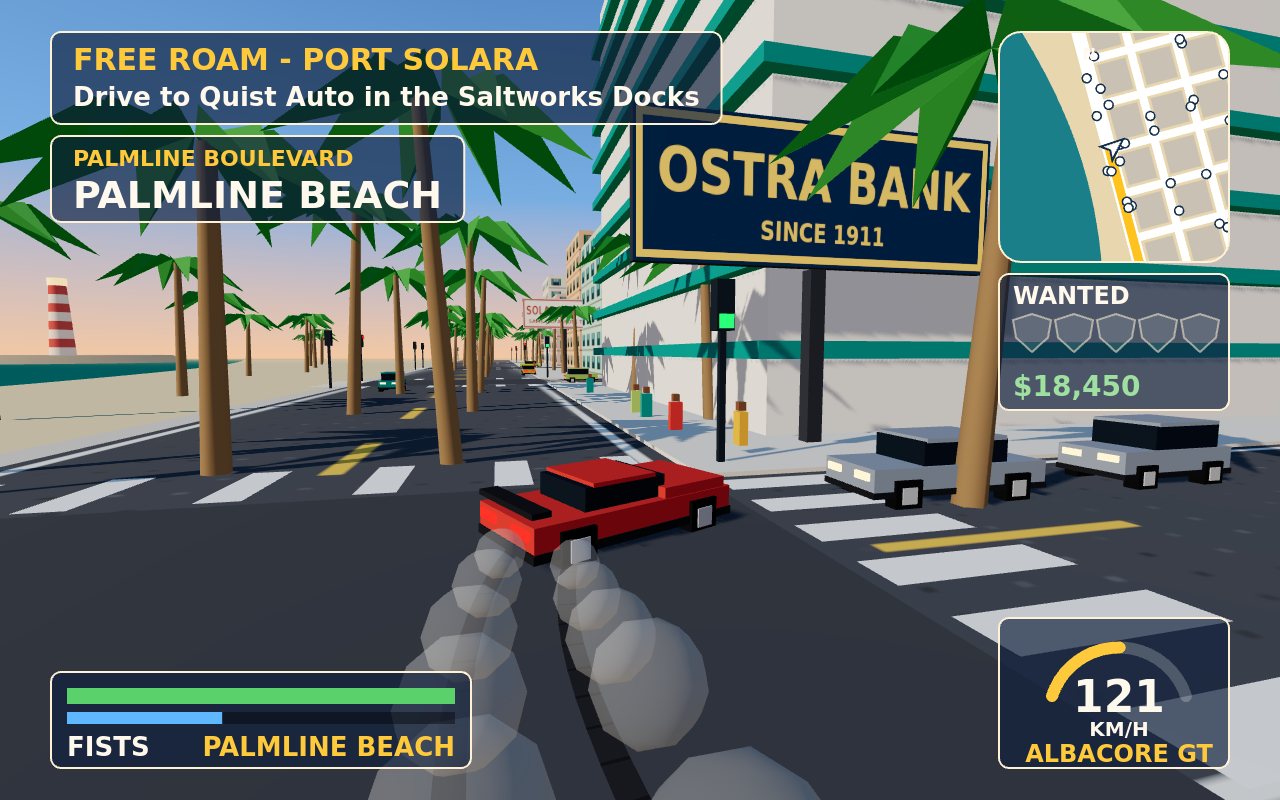 FREE ROAM - PORT SOLARA
Drive to Quist Auto in the Saltworks Docks
PALMLINE BOULEVARD
PALMLINE BEACH
OSTRA BANK
SINCE 1911
WANTED
$18,450
121
KM/H
ALBACORE GT
FISTS PALMLINE BEACH